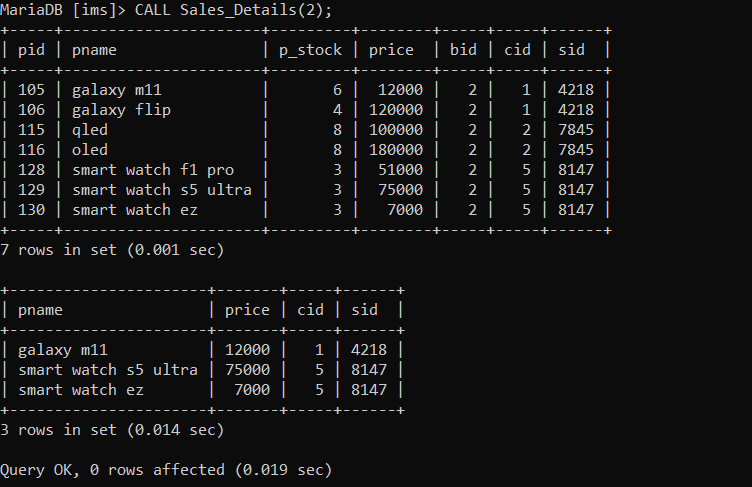 MariaDB [ims]> CALL Sales_Details(2);
+-----+----------------------+---------+--------+-----+-----+------+
| pid | pname                | p_stock | price  | bid | cid | sid  |
+-----+----------------------+---------+--------+-----+-----+------+
| 105 | galaxy m11           |       6 |  12000 |   2 |   1 | 4218 |
| 106 | galaxy flip          |       4 | 120000 |   2 |   1 | 4218 |
| 115 | qled                 |       8 | 100000 |   2 |   2 | 7845 |
| 116 | oled                 |       8 | 180000 |   2 |   2 | 7845 |
| 128 | smart watch f1 pro   |       3 |  51000 |   2 |   5 | 8147 |
| 129 | smart watch s5 ultra |       3 |  75000 |   2 |   5 | 8147 |
| 130 | smart watch ez       |       3 |   7000 |   2 |   5 | 8147 |
+-----+----------------------+---------+--------+-----+-----+------+
7 rows in set (0.001 sec)

+----------------------+-------+-----+------+
| pname                | price | cid | sid  |
+----------------------+-------+-----+------+
| galaxy m11           | 12000 |   1 | 4218 |
| smart watch s5 ultra | 75000 |   5 | 8147 |
| smart watch ez       |  7000 |   5 | 8147 |
+----------------------+-------+-----+------+
3 rows in set (0.014 sec)

Query OK, 0 rows affected (0.019 sec)